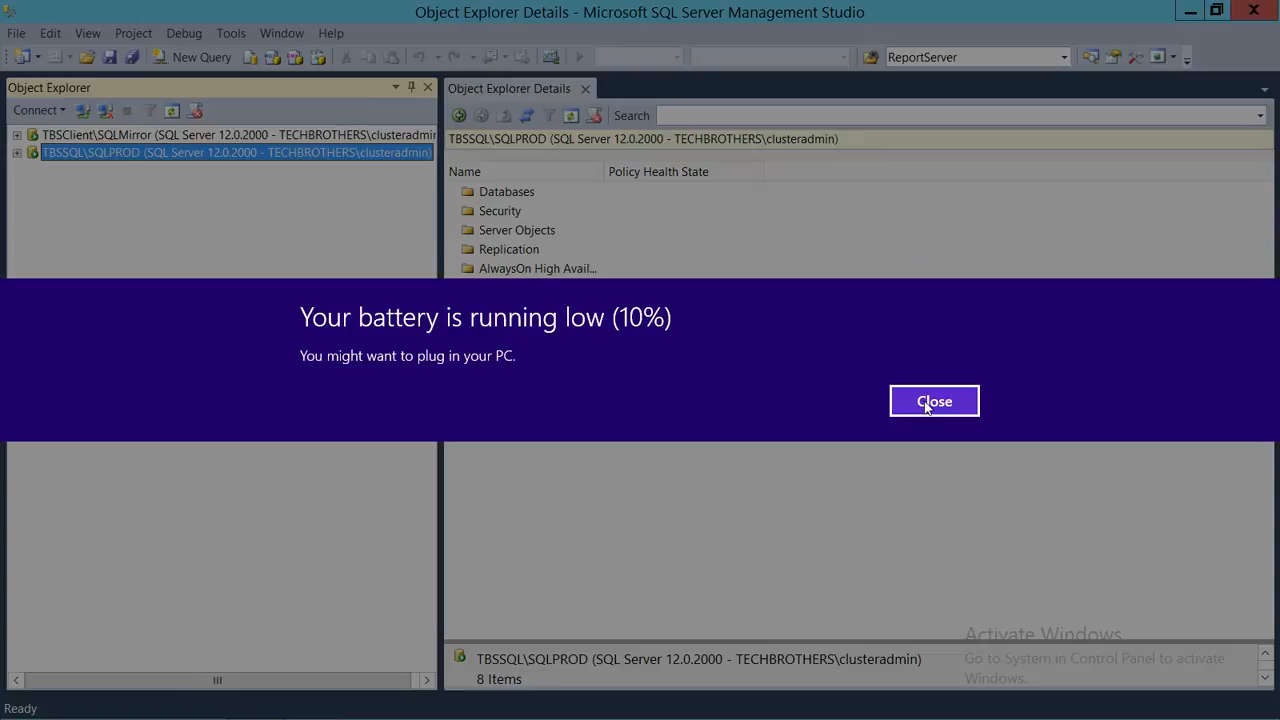 Object Explorer Details - Microsoft SQL Server Management Studio
File Edit View Project Debug Tools Window Help
New Query
ReportServer
Object Explorer
Object Explorer Details
Connect
Search
TBSClient\SQLMirror (SQL Server 12.0.2000 - TECHBROTHERS\clusteradmin
TBSSQL\SQLPROD (SQL Server 12.0.2000 - TECHBROTHERS\clusteradmin)
TBSSQL\SQLPROD (SQL Server 12.0.2000 - TECHBROTHERS\clusteradmin)
Name Policy Health State
Databases
Security
Server Objects
Replication
AlwaysOn High Avail...
Your battery is running low (10%)
You might want to plug in your PC.
Close
Activate Windows
Go to System in Control Panel to activate
Windows.
TBSSQL\SQLPROD (SQL Server 12.0.2000 - TECHBROTHERS\clusteradmin)
8 Items
Ready